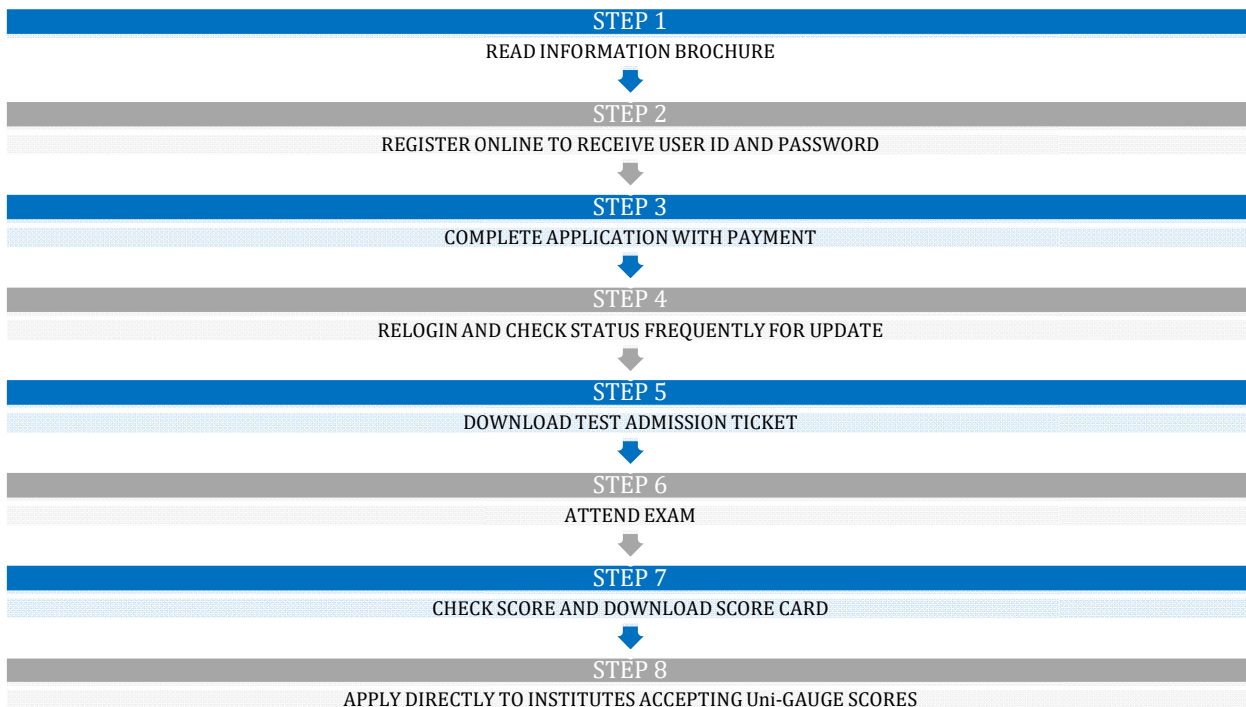 STEP 1
READ INFORMATION BROCHURE
STEP 2
REGISTER ONLINE TO RECEIVE USER ID AND PASSWORD
STEP 3
COMPLETE APPLICATION WITH PAYMENT
STEP 4
RELOGIN AND CHECK STATUS FREQUENTLY FOR UPDATE
STEP 5
DOWNLOAD TEST ADMISSION TICKET
STEP 6
ATTEND EXAM
STEP 7
CHECK SCORE AND DOWNLOAD SCORE CARD
STEP 8
APPLY DIRECTLY TO INSTITUTES ACCEPTING Uni-GAUGE SCORES